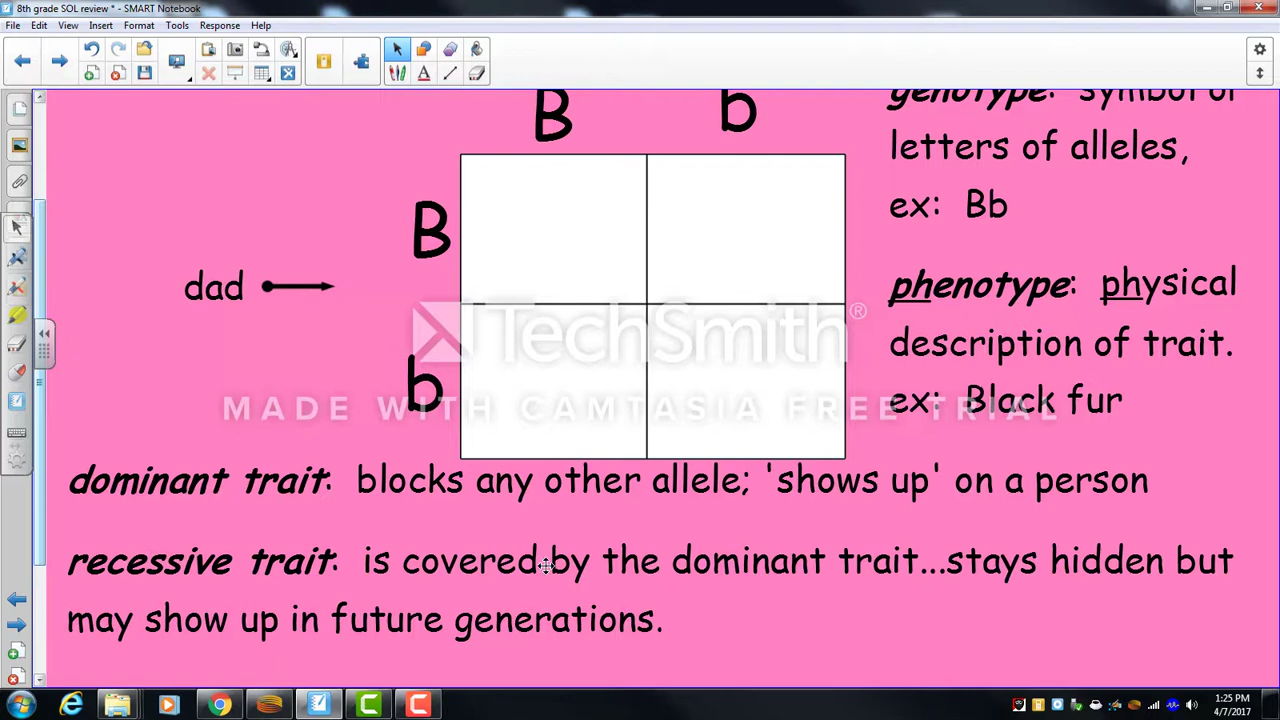 8th grade SOL review * - SMART Notebook
File Edit View Insert Format Tools Response Help
B b
genotype: symbol or
letters of alleles,
ex: Bb
B
dad
phenotype: physical
description of trait.
ex: Black fur
b
TechSmith®
MADE WITH CAMTASIA FREE TRIAL
dominant trait: blocks any other allele; 'shows up' on a person
recessive trait: is covered by the dominant trait...stays hidden but
may show up in future generations.
1:25 PM
4/7/2017